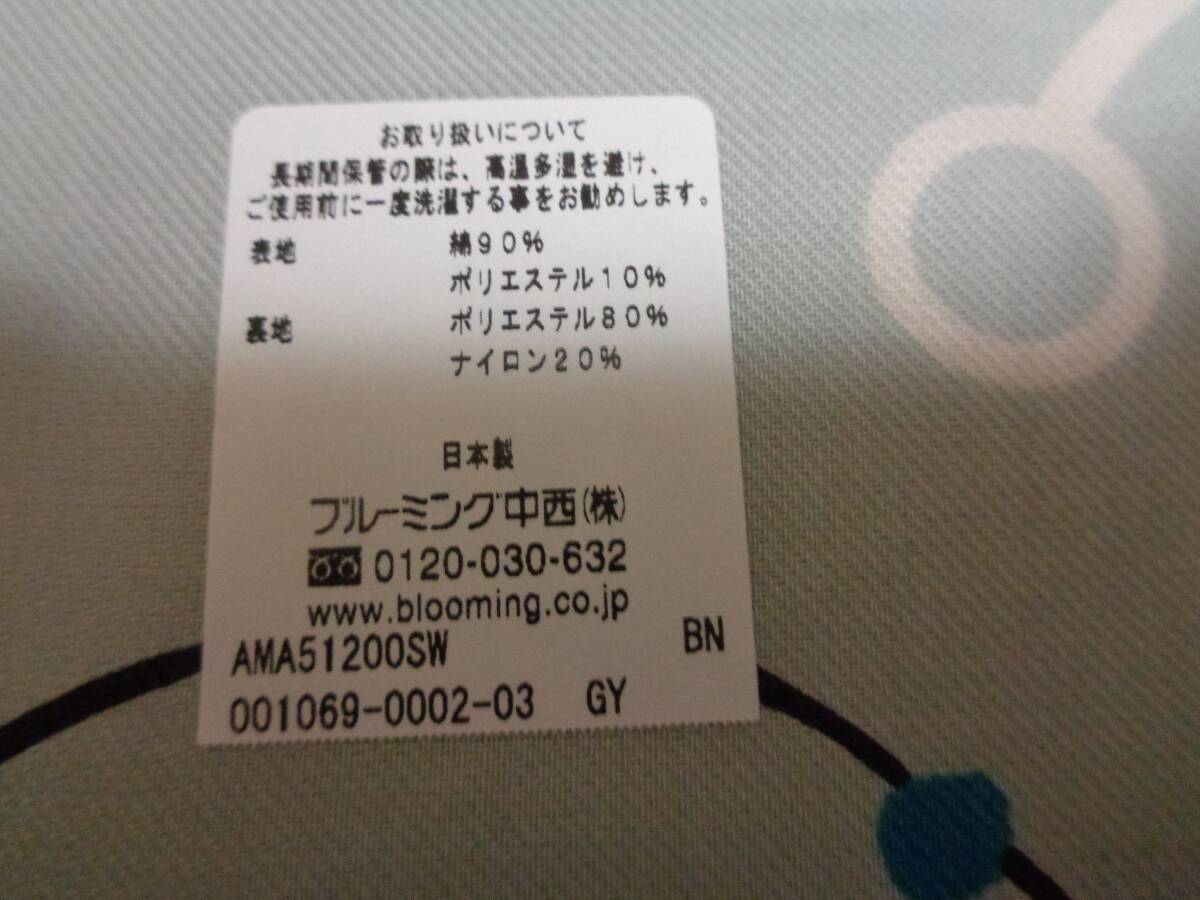 お取り扱いについて
長期間保管の際は、高温多湿を避け、
ご使用前に一度洗濯する事をお勧めします。
表地 綿90%
ポリエステル10%
裏地 ポリエステル80%
ナイロン20%
日本製
ブルーミング中西(株)
0120-030-632
www.blooming.co.jp
AMA51200SW BN
001069-0002-03 GY